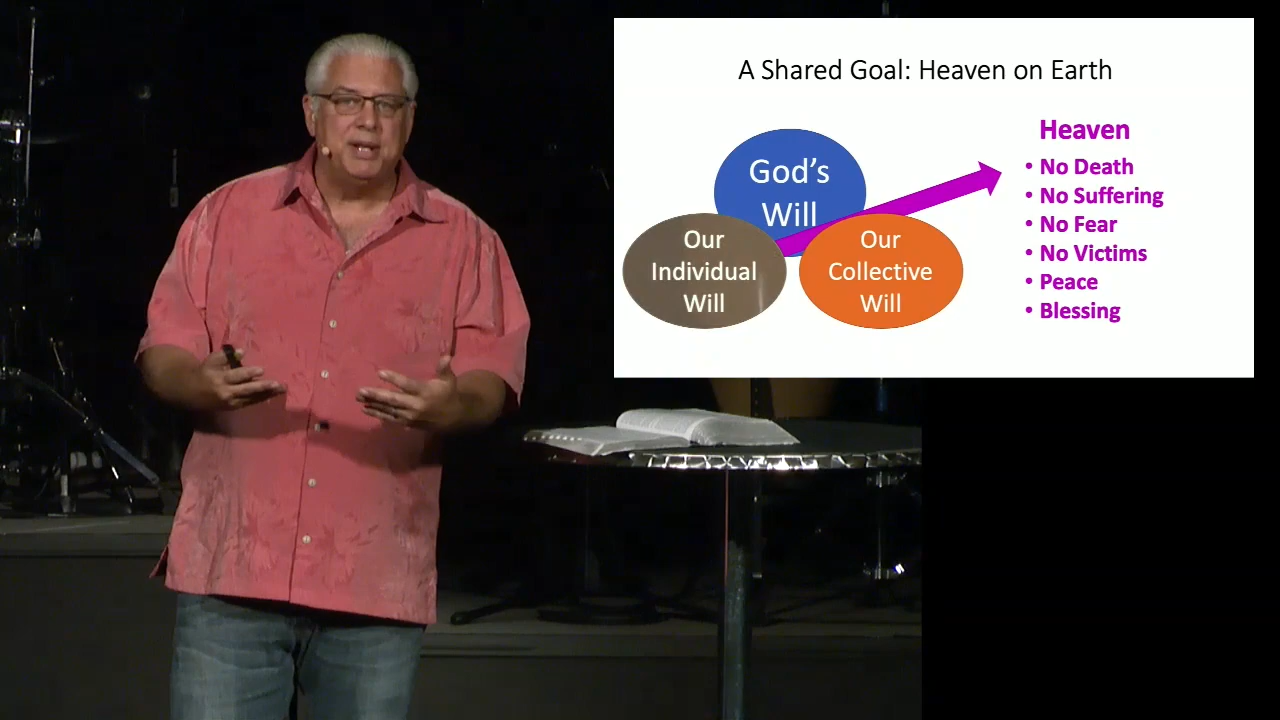 A Shared Goal: Heaven on Earth
God's
Will
Our
Individual
Will
Our
Collective
Will
Heaven
• No Death
• No Suffering
• No Fear
• No Victims
• Peace
• Blessing